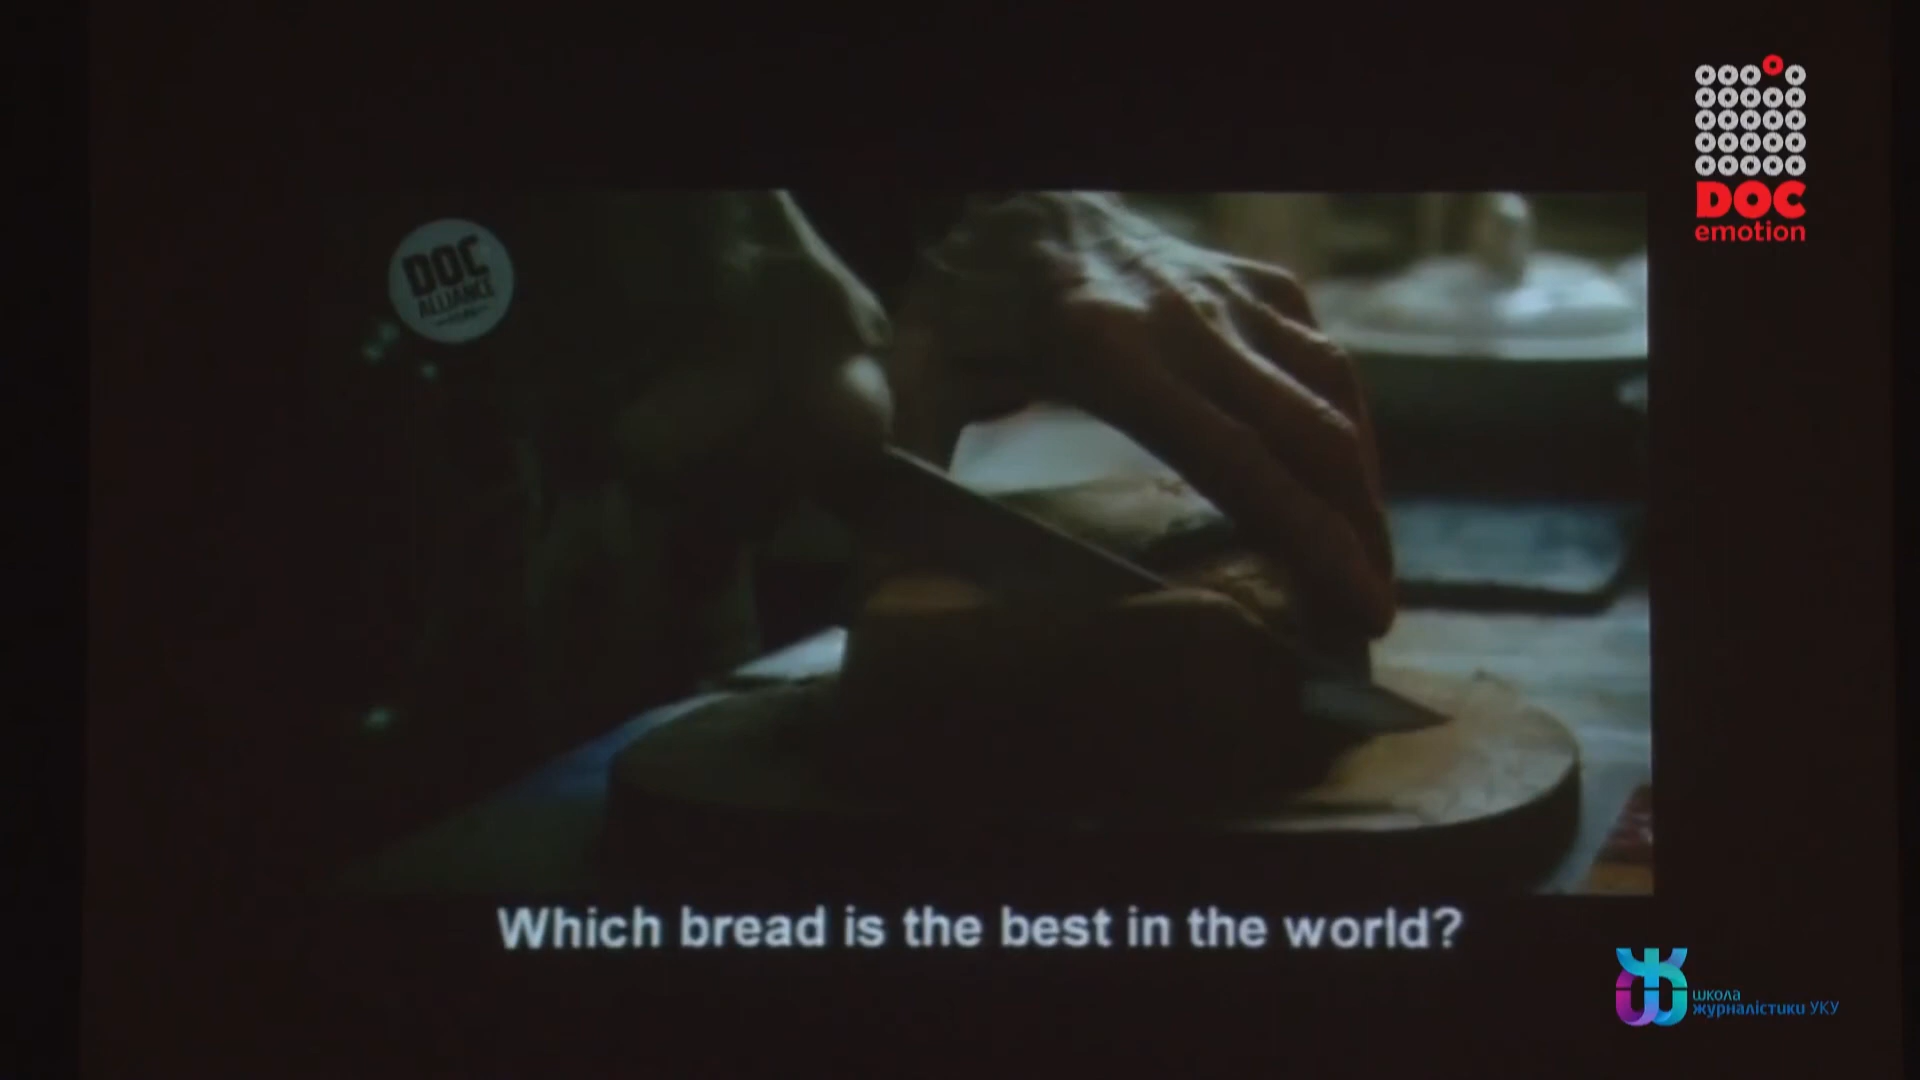 DOC
emotion
DOC
ALLIANCE
Which bread is the best in the world?
школа
журналістики УКУ